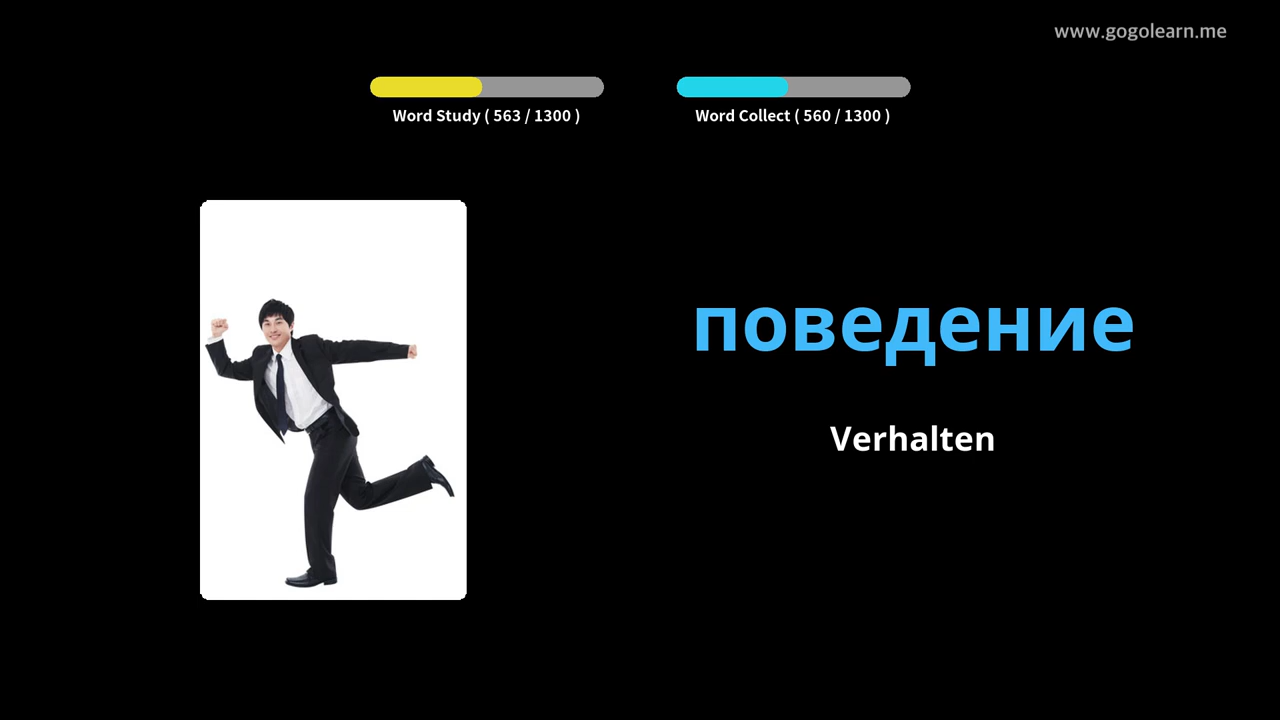 www.gogolearn.me
Word Study ( 563 / 1300 )
Word Collect ( 560 / 1300 )
поведение
Verhalten